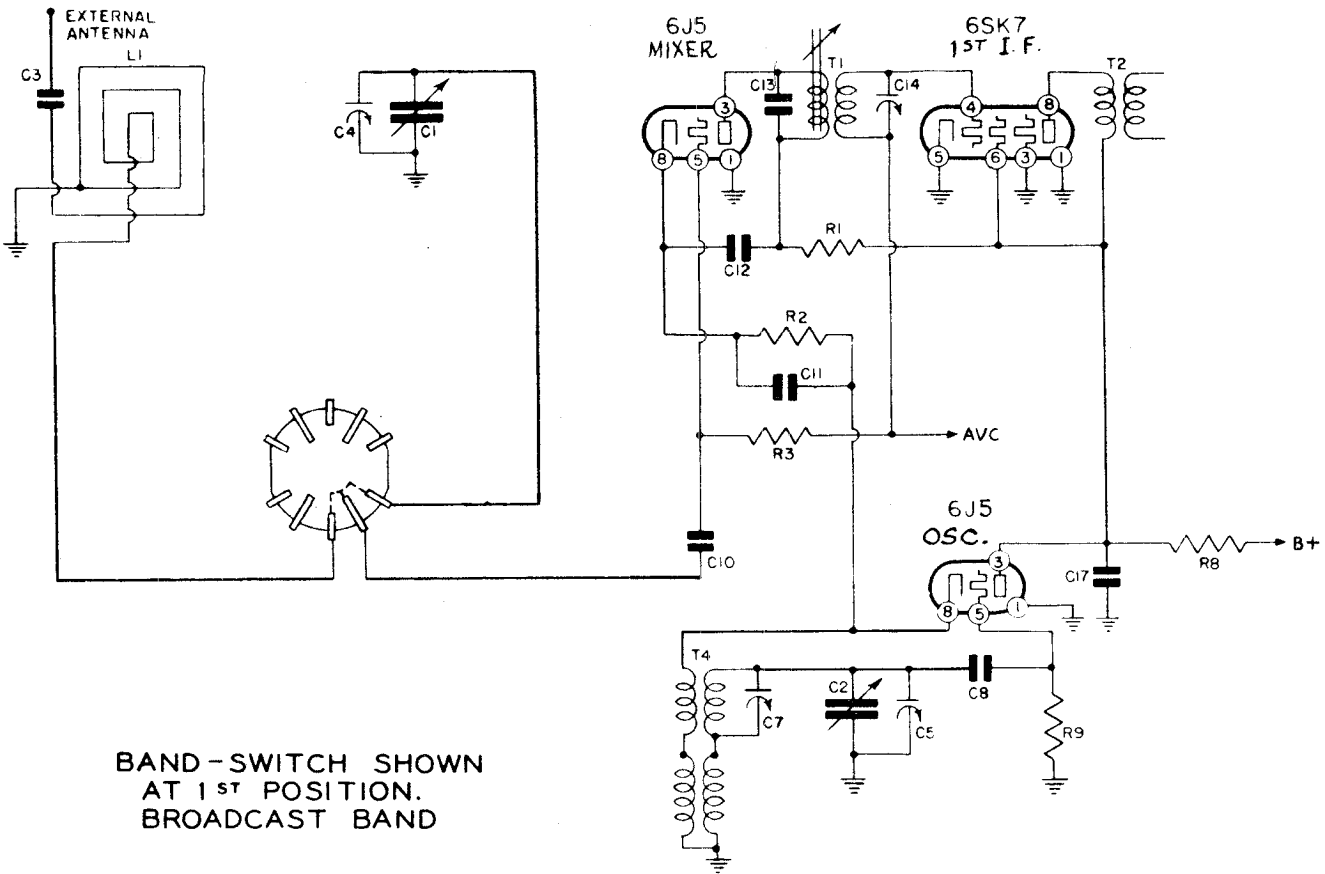 EXTERNAL
ANTENNA
L1
C3
C4
C1
6J5
MIXER
C13
T1
C14
6SK7
1ST I.F.
T2
3
8
5
1
4
8
5
6
3
1
C12
R1
R2
C11
R3
AVC
C10
6J5
OSC.
3
8
5
1
C17
R8
B+
T4
C7
C2
C5
C8
R9
BAND-SWITCH SHOWN
AT 1ST POSITION.
BROADCAST BAND